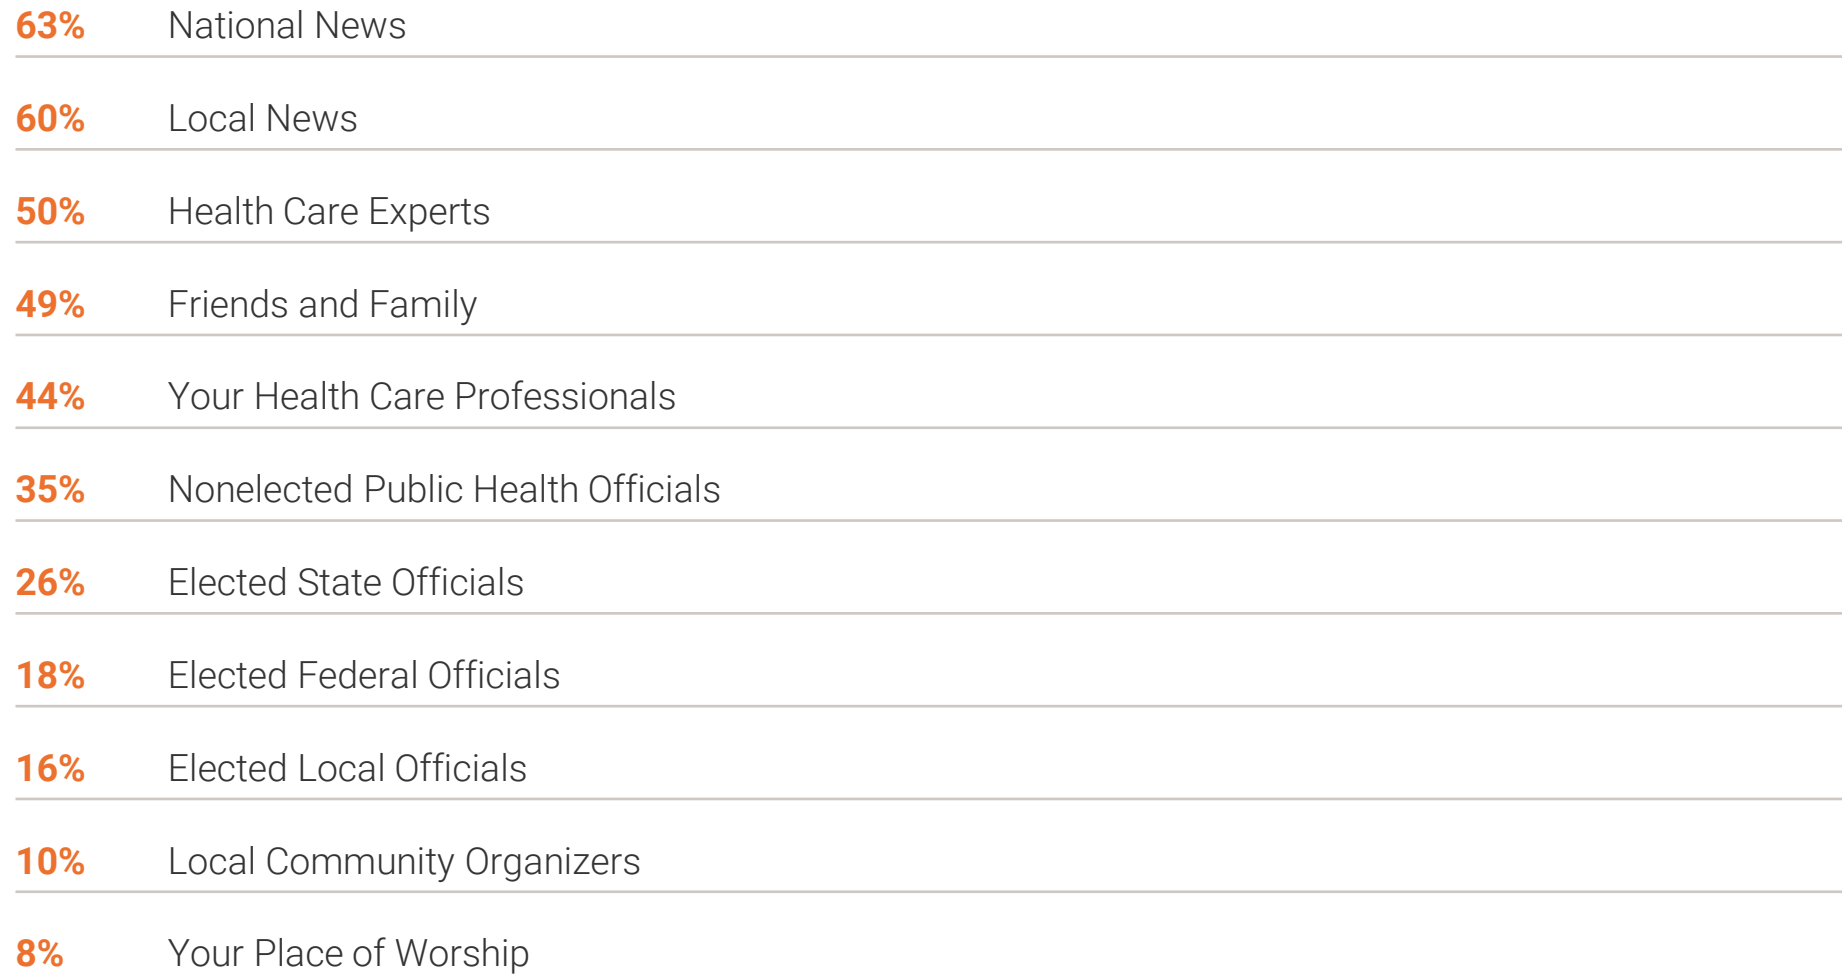 63% National News
60% Local News
50% Health Care Experts
49% Friends and Family
44% Your Health Care Professionals
35% Nonelected Public Health Officials
26% Elected State Officials
18% Elected Federal Officials
16% Elected Local Officials
10% Local Community Organizers
8% Your Place of Worship